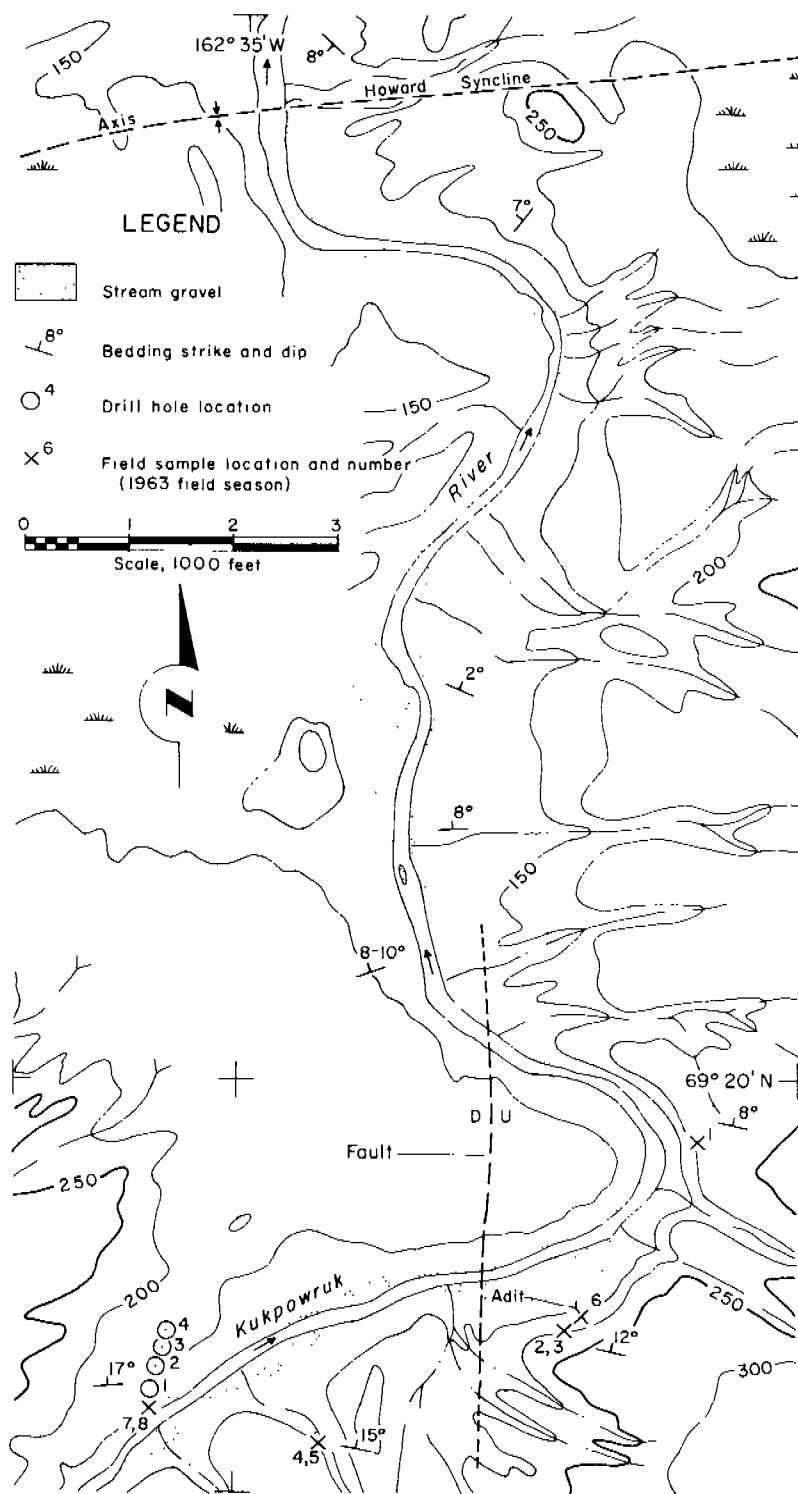 150
162° 35' W
8°
Axis
Howard Syncline
250
7°
LEGEND
Stream gravel
8°
Bedding strike and dip
4
Drill hole location
6
Field sample location and number
(1963 field season)
0 1 2 3
Scale, 1000 feet
150
River
200
N
2°
8°
150
8-10°
69° 20' N
D U
8°
1
Fault
250
200
Kukpowruk
Adit
6
2,3
12°
250
300
4
3
2
1
17°
7,8
4,5
15°